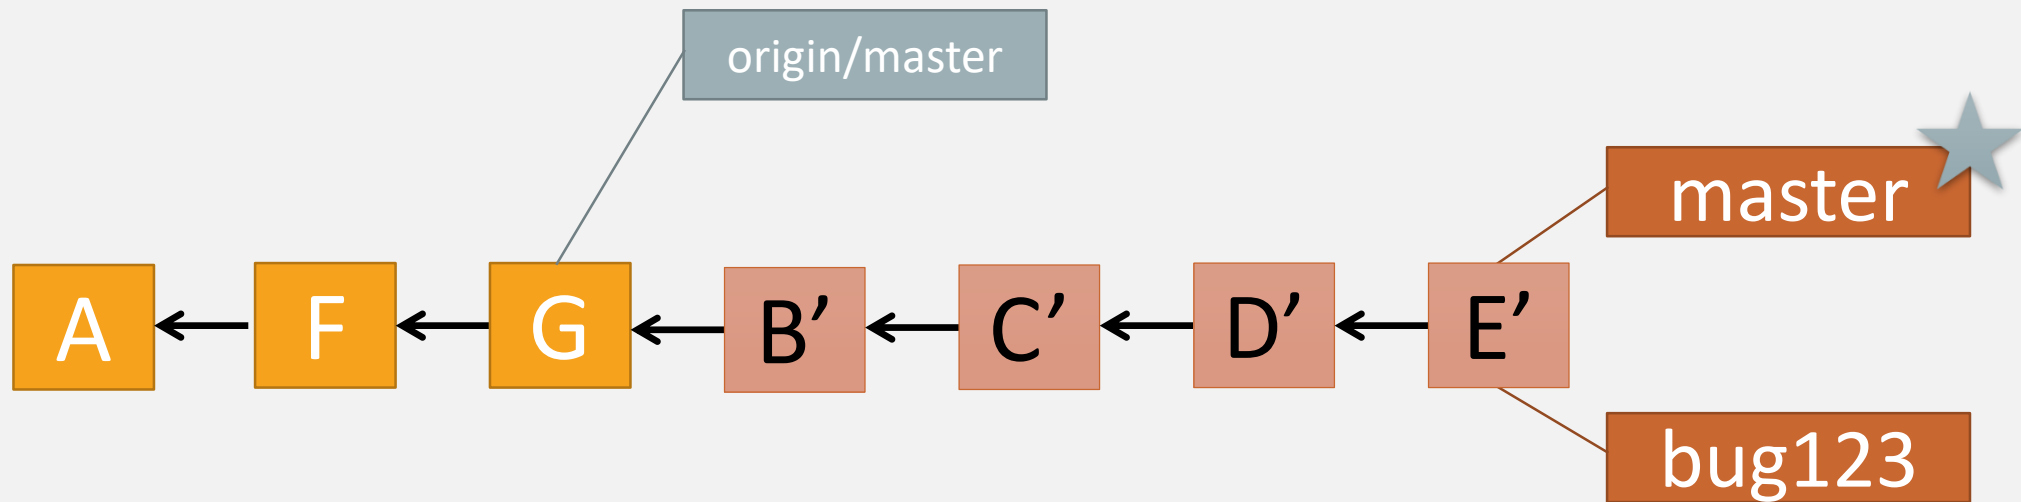 origin/master
master
A
F
G
B′
C′
D′
E′
bug123